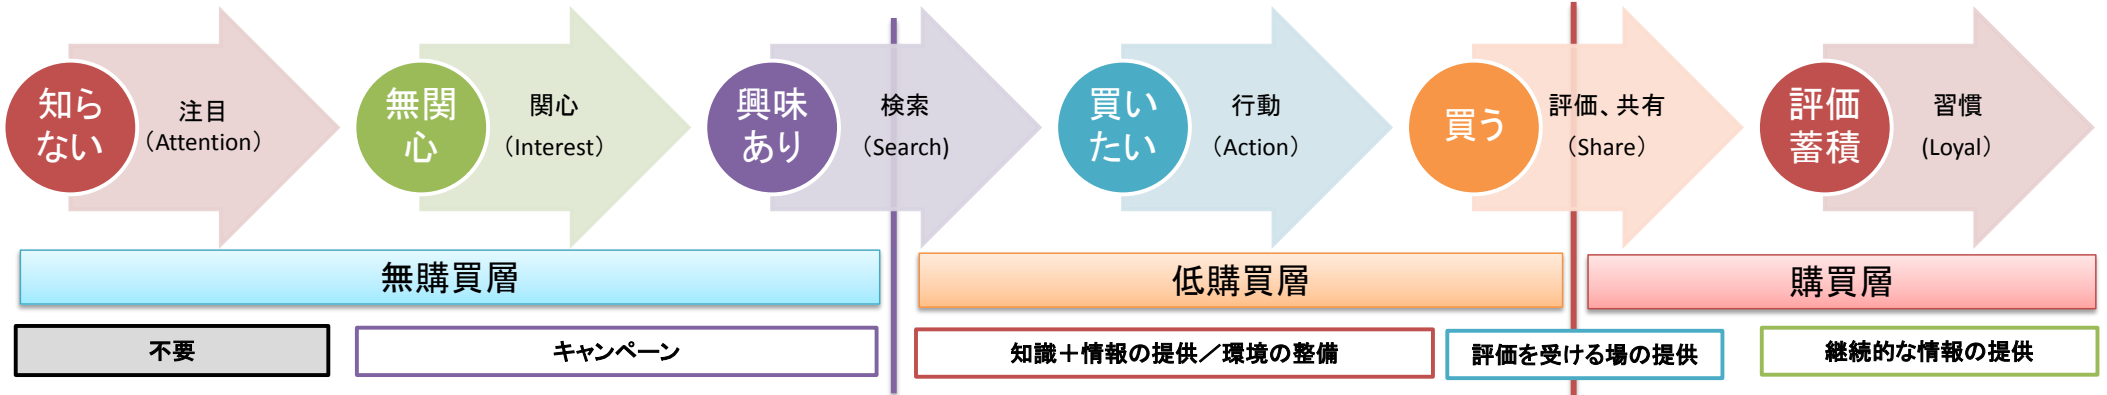 知ら
ない
注目
（Attention）
無関
心
関心
（Interest）
興味
あり
検索
（Search)
買い
たい
行動
（Action）
買う
評価、共有
（Share）
評価
蓄積
習慣
(Loyal）
無購買層
低購買層
購買層
不要
キャンペーン
知識＋情報の提供／環境の整備
評価を受ける場の提供
継続的な情報の提供